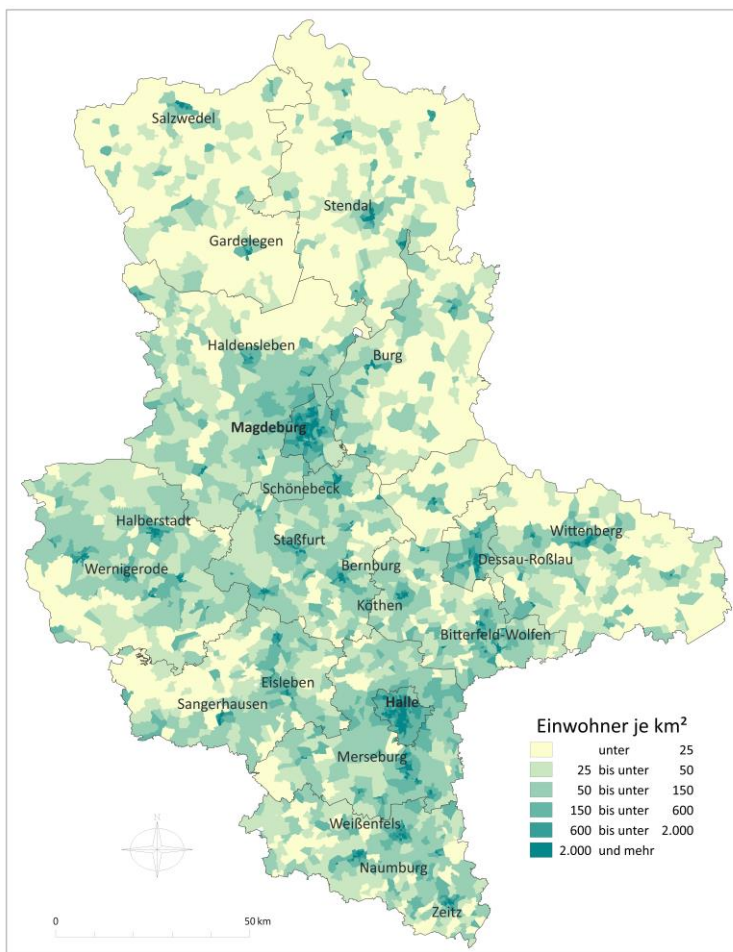 Salzwedel
Stendal
Gardelegen
Haldensleben
Burg
Magdeburg
Schönebeck
Halberstadt
Wittenberg
Staßfurt
Dessau-Roßlau
Wernigerode
Bernburg
Köthen
Bitterfeld-Wolfen
Eisleben
Sangerhausen
Halle
Einwohner je km²
unter 25
25 bis unter 50
Merseburg
50 bis unter 150
150 bis unter 600
Weißenfels
600 bis unter 2.000
N
2.000 und mehr
Naumburg
Zeitz
0 50 km